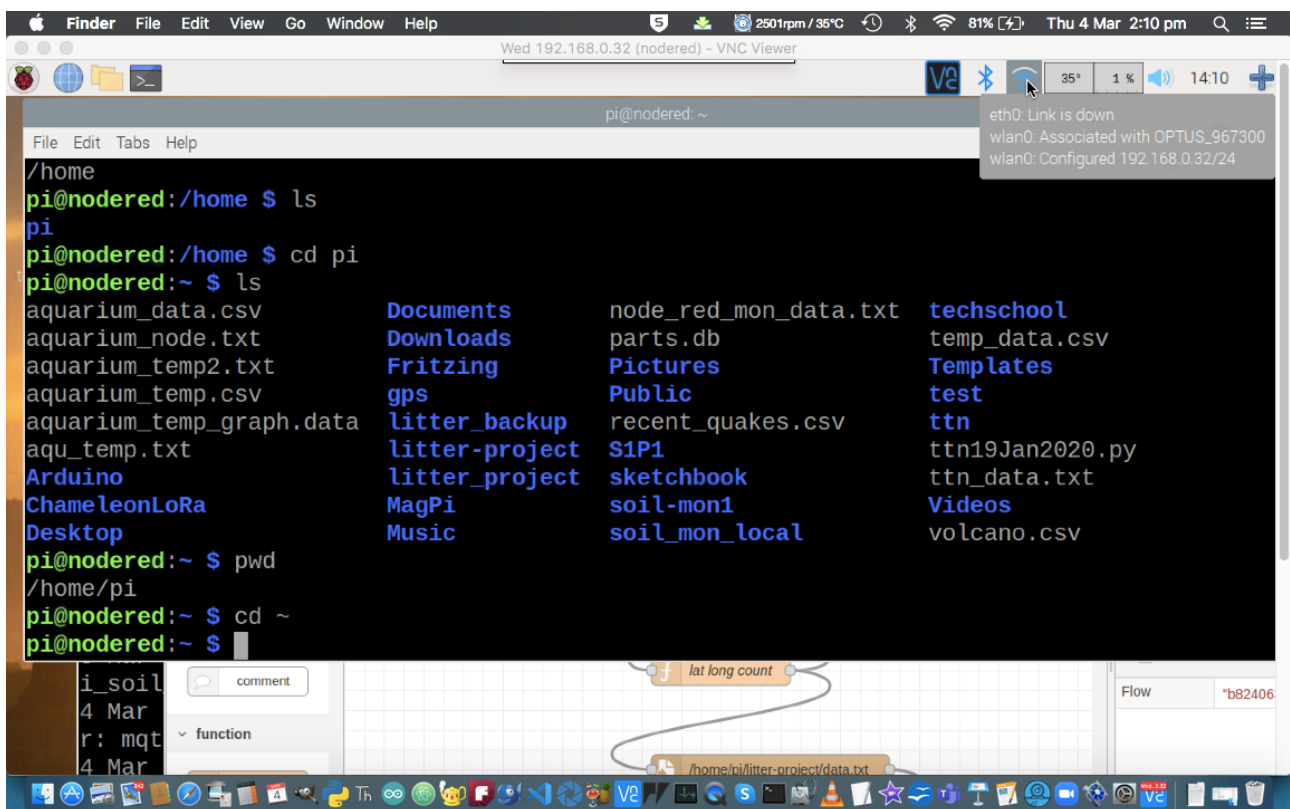 Finder File Edit View Go Window Help 2501rpm / 35°C 81% Thu 4 Mar 2:10 pm
Wed 192.168.0.32 (nodered) - VNC Viewer
35° 1 % 14:10
pi@nodered: ~
eth0: Link is down
wlan0: Associated with OPTUS_967300
wlan0: Configured 192.168.0.32/24
File Edit Tabs Help
/home
pi@nodered:/home $ ls
pi
pi@nodered:/home $ cd pi
pi@nodered:~ $ ls
aquarium_data.csv Documents node_red_mon_data.txt techschool
aquarium_node.txt Downloads parts.db temp_data.csv
aquarium_temp2.txt Fritzing Pictures Templates
aquarium_temp.csv gps Public test
aquarium_temp_graph.data litter_backup recent_quakes.csv ttn
aqu_temp.txt litter-project S1P1 ttn19Jan2020.py
Arduino litter_project sketchbook ttn_data.txt
ChameleonLoRa MagPi soil-mon1 Videos
Desktop Music soil_mon_local volcano.csv
pi@nodered:~ $ pwd
/home/pi
pi@nodered:~ $ cd ~
pi@nodered:~ $
i_soil comment lat long count
4 Mar Flow "b82406
r: mqt function
4 Mar /home/pi/litter-project/data.txt